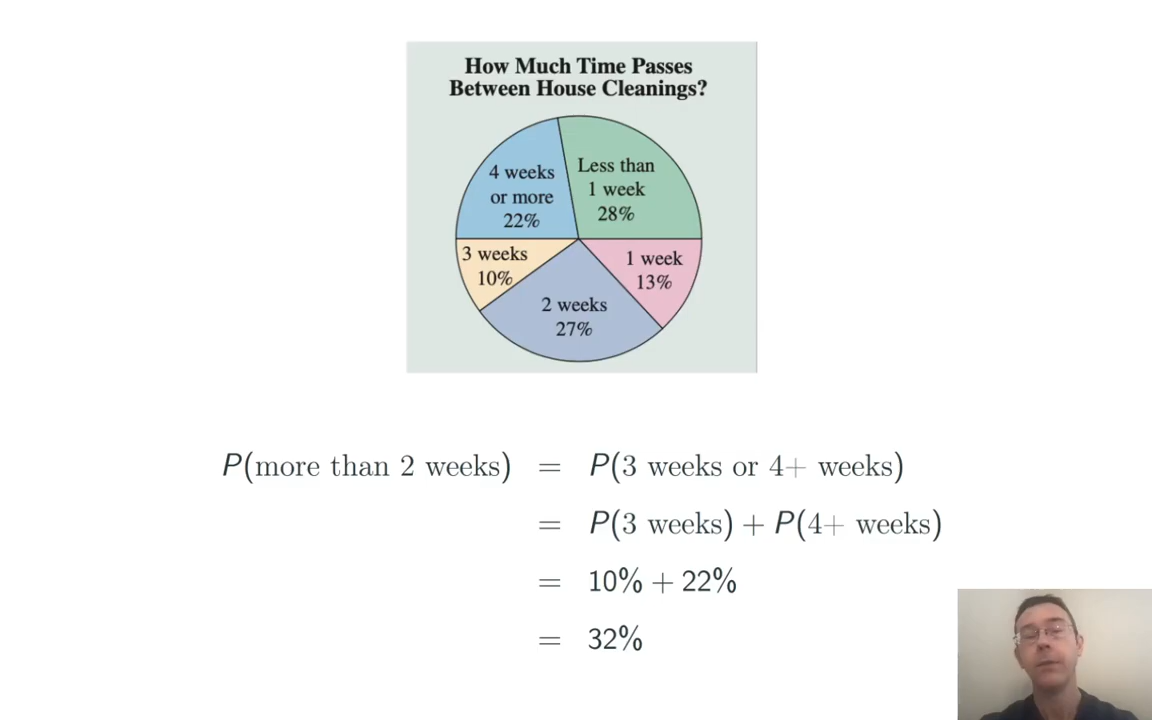 How Much Time Passes
Between House Cleanings?
4 weeks
or more
22%
Less than
1 week
28%
3 weeks
10%
1 week
13%
2 weeks
27%
P(more than 2 weeks) = P(3 weeks or 4+ weeks)
= P(3 weeks) + P(4+ weeks)
= 10% + 22%
= 32%